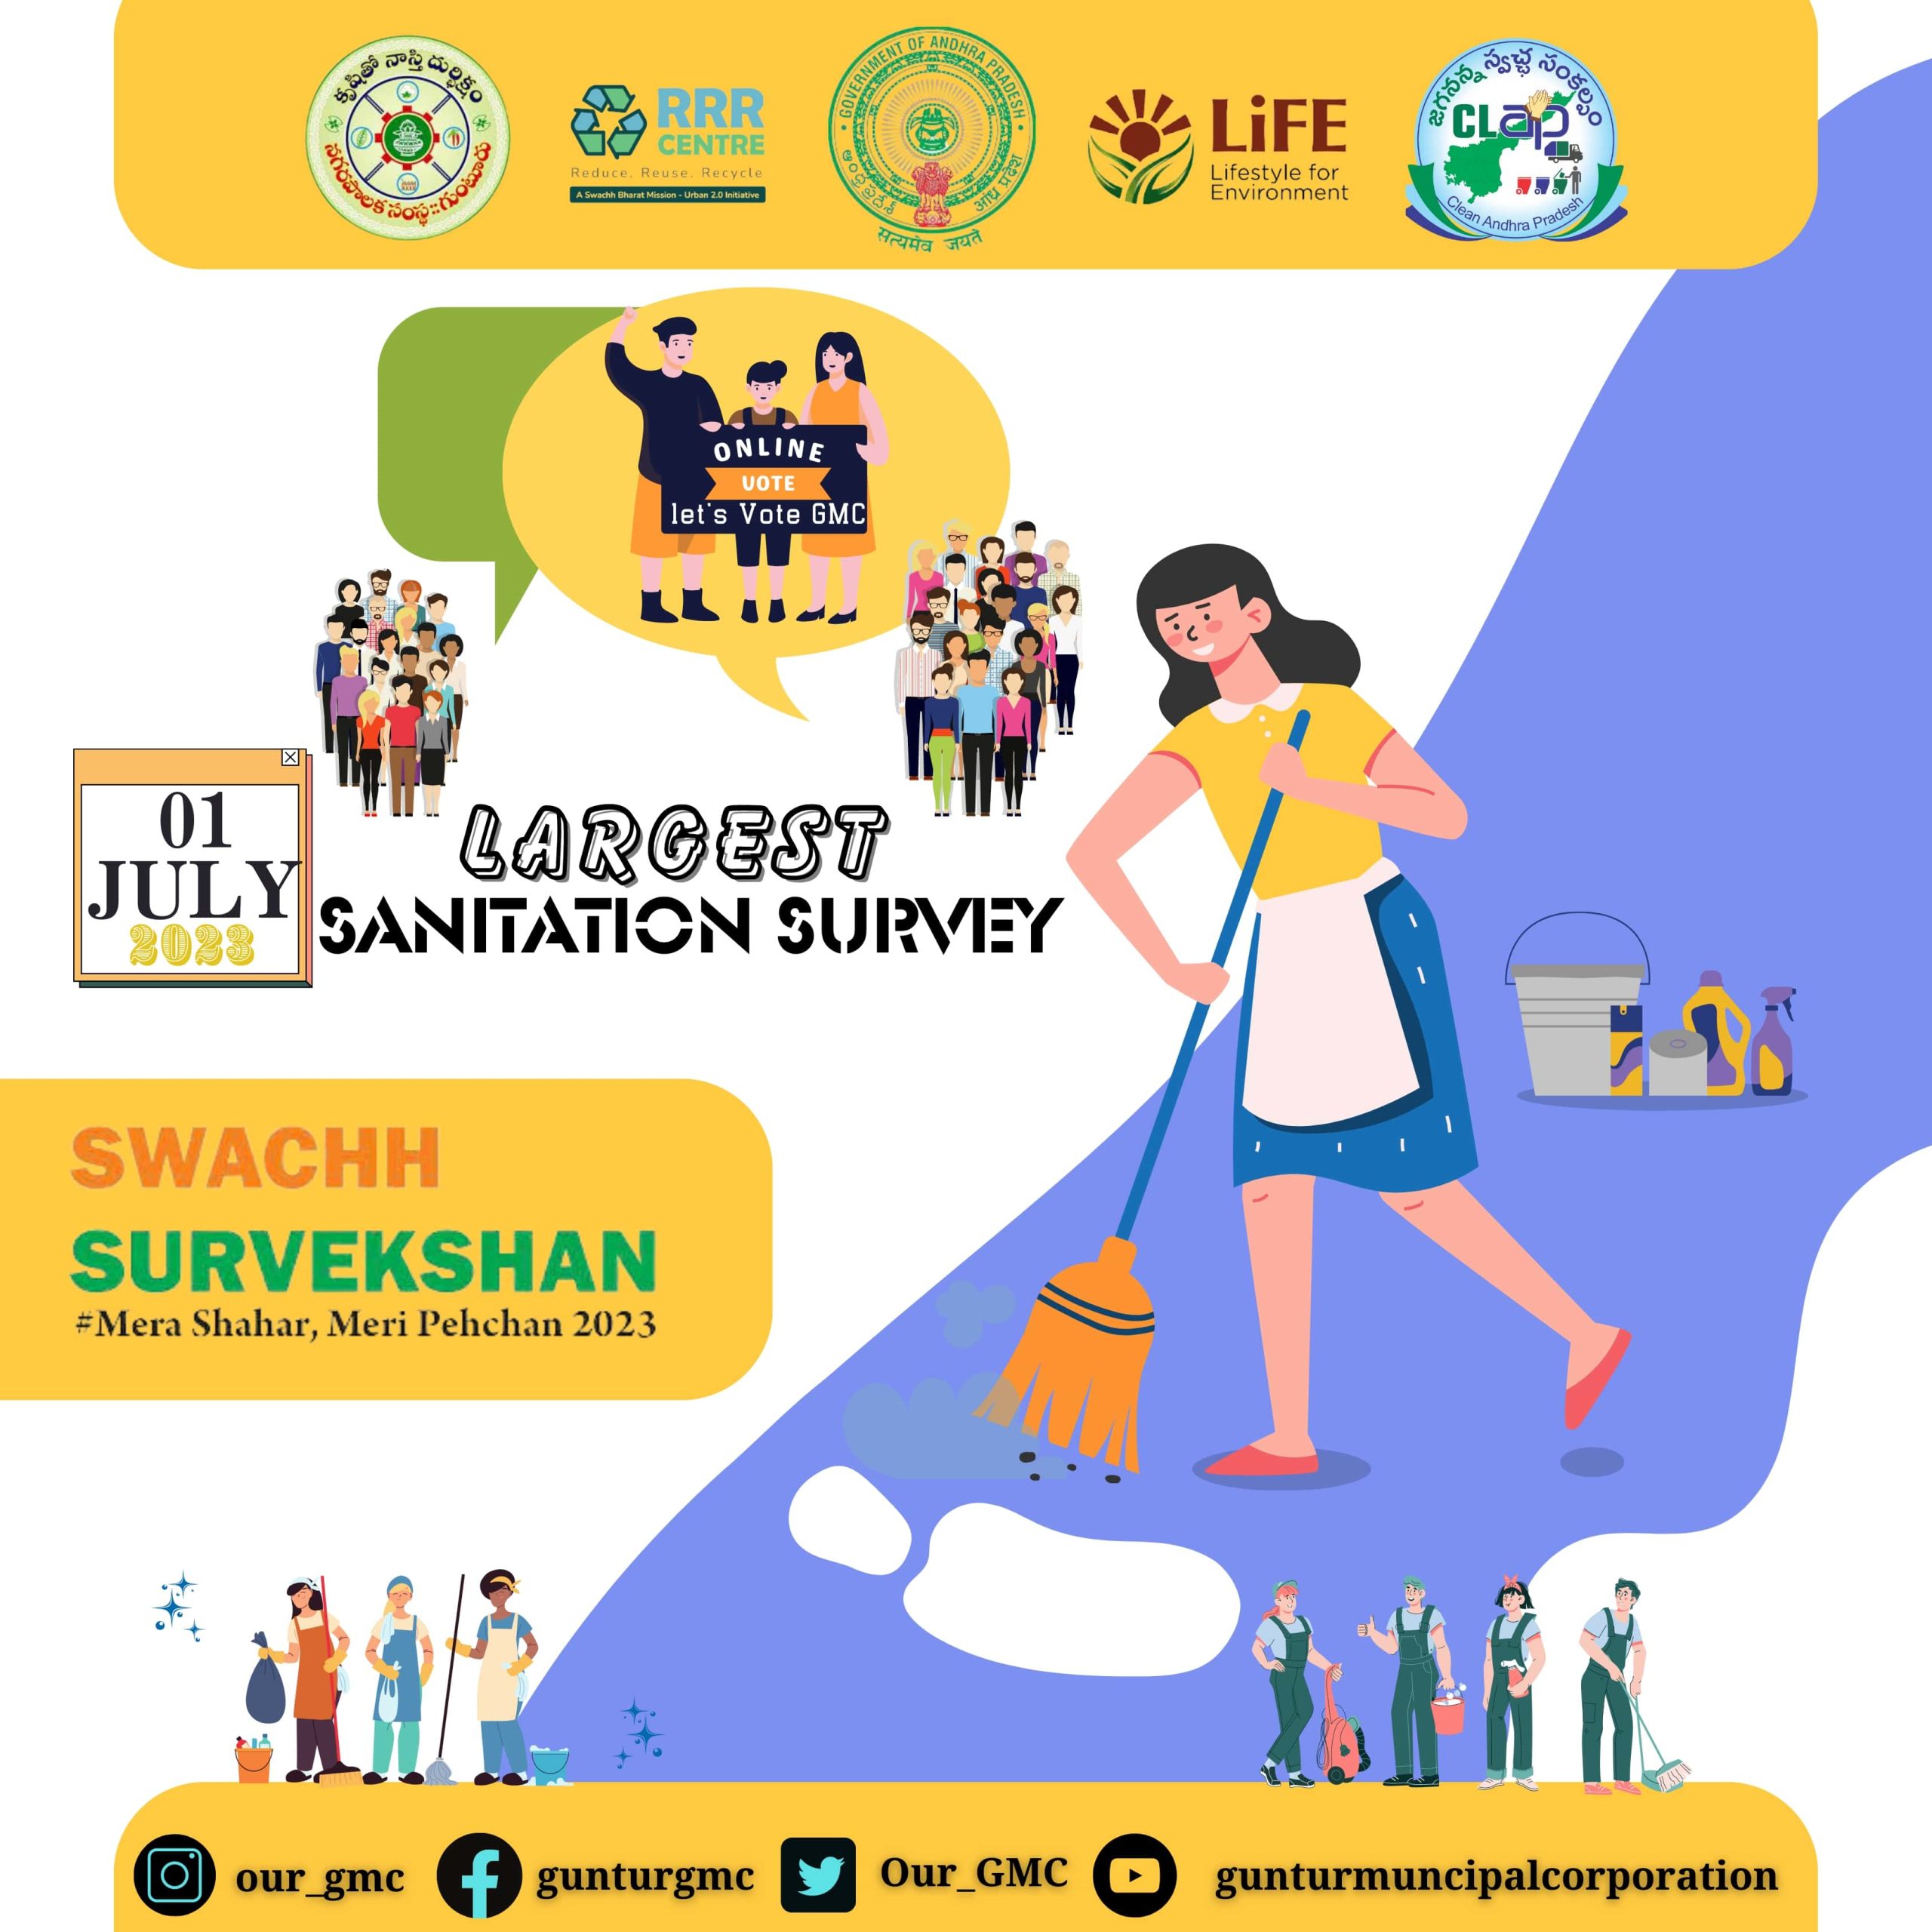 కృషితో నాస్తి దుర్భిక్షం
నగరపాలక సంస్థ::గుంటూరు
RRR
CENTRE
Reduce. Reuse. Recycle
A Swachh Bharat Mission - Urban 2.0 Initiative
GOVERNMENT OF ANDHRA PRADESH
ఆంధ్రప్రదేశ్
आंध्र प्रदेश
सत्यमेव जयते
LiFE
Lifestyle for
Environment
జగనన్న స్వచ్ఛ సంకల్పం
CLap
Clean Andhra Pradesh
ONLINE
VOTE
let's Vote GMC
01
JULY
2023
LARGEST
SANITATION SURVEY
SWACHH
SURVEKSHAN
#Mera Shahar, Meri Pehchan 2023
our_gmc
gunturgmc
Our_GMC
gunturmuncipalcorporation